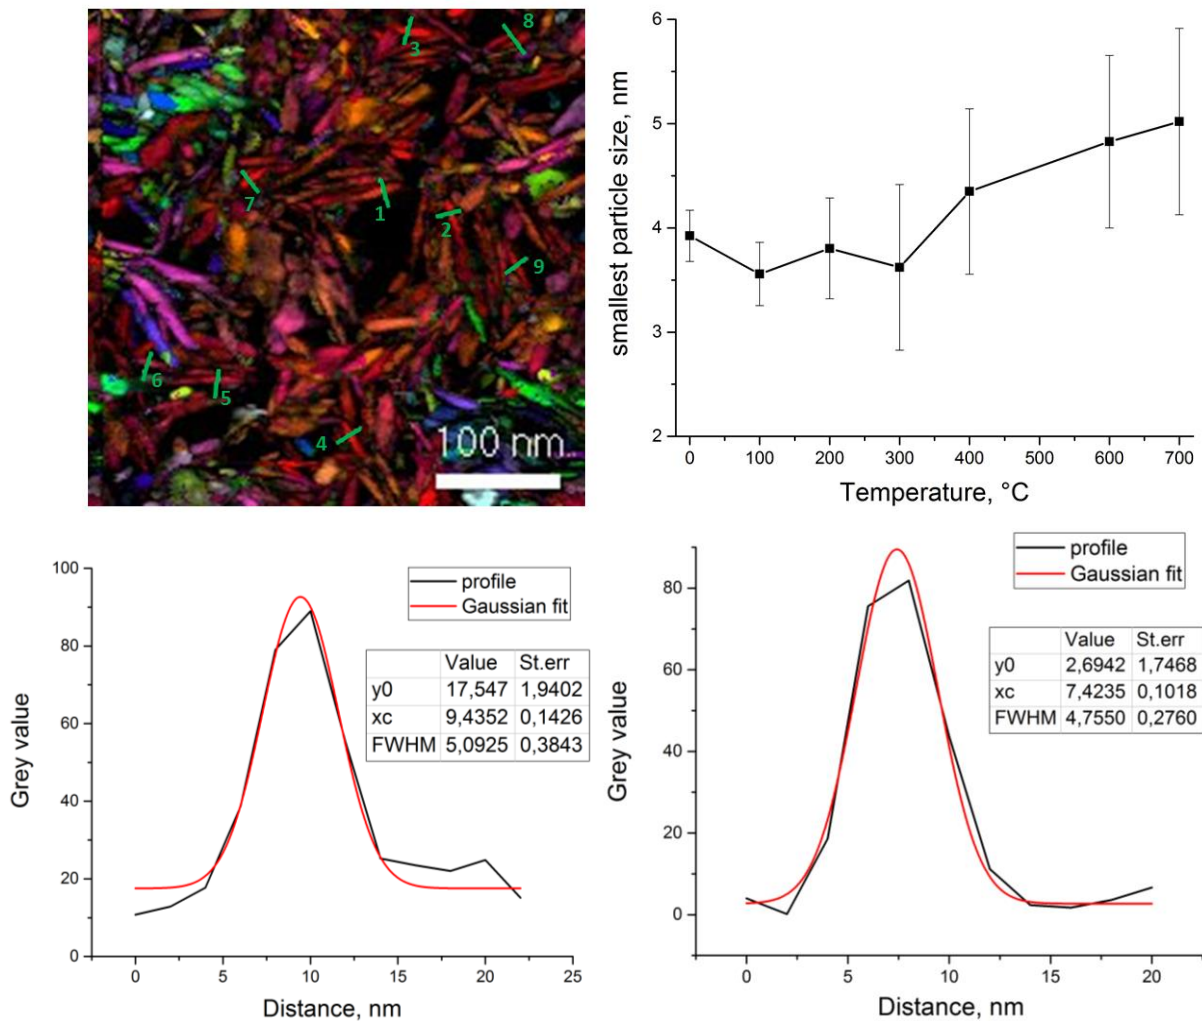 3
8
7
1
2
9
6
5
4
100 nm
6
5
4
3
2
smallest particle size, nm
0 100 200 300 400 500 600 700
Temperature, °C
100
80
60
40
20
0
Grey value
0 5 10 15 20 25
Distance, nm
profile
Gaussian fit
Value St.err
y0 17,547 1,9402
xc 9,4352 0,1426
FWHM 5,0925 0,3843
80
60
40
20
0
Grey value
0 5 10 15 20
Distance, nm
profile
Gaussian fit
Value St.err
y0 2,6942 1,7468
xc 7,4235 0,1018
FWHM 4,7550 0,2760